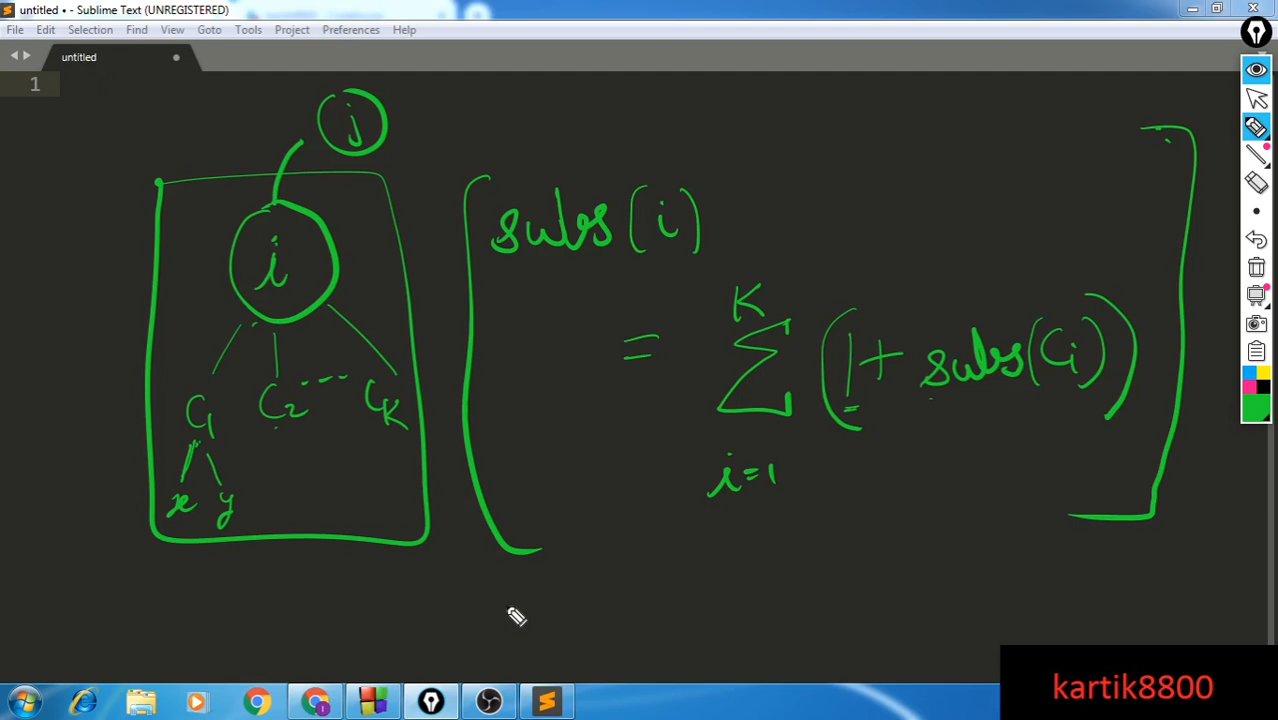 untitled • - Sublime Text (UNREGISTERED)
File Edit Selection Find View Goto Tools Project Preferences Help
untitled
1
j
i
C1 C2 --- CK
x y
subs(i)
= K Σ i=1 (1 + subs(Ci))
kartik8800